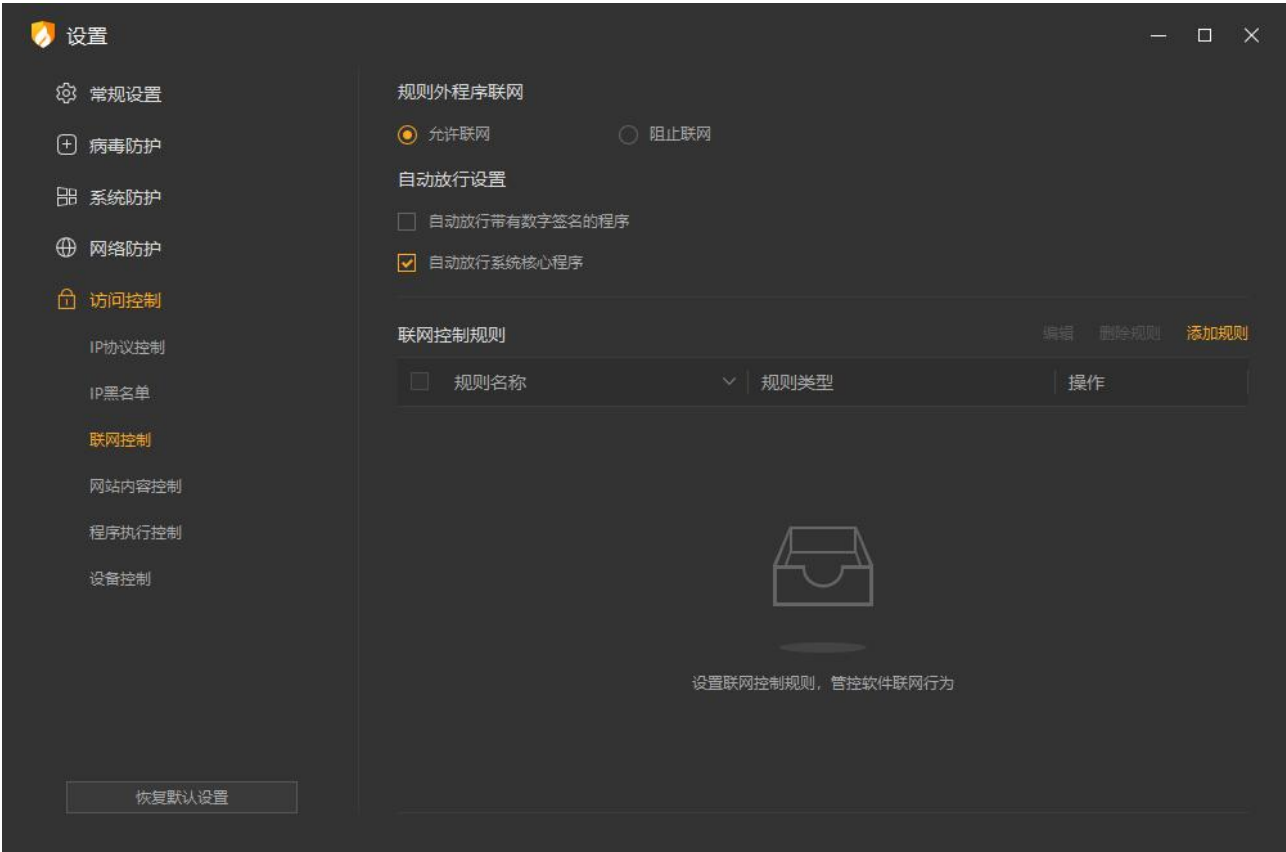 设置
常规设置
病毒防护
系统防护
网络防护
访问控制
IP协议控制
IP黑名单
联网控制
网站内容控制
程序执行控制
设备控制
恢复默认设置
规则外程序联网
允许联网 阻止联网
自动放行设置
自动放行带有数字签名的程序
自动放行系统核心程序
联网控制规则 编辑 删除规则 添加规则
规则名称 规则类型 操作
设置联网控制规则，管控软件联网行为